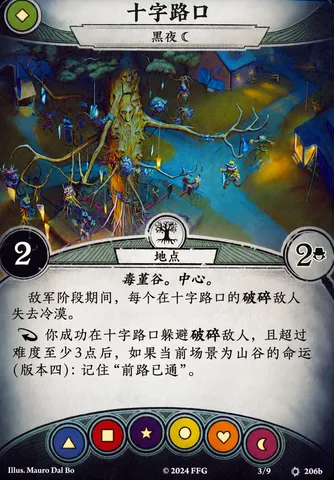 十字路口
黑夜
2
地点
2
毒堇谷。中心。
敌军阶段期间，每个在十字路口的破碎敌人
失去冷漠。
你成功在十字路口躲避破碎敌人，且超过
难度至少3点后，如果当前场景为山谷的命运
（版本四）：记住“前路已通”。
Illus. Mauro Dal Bo
© 2024 FFG
3/9
206b